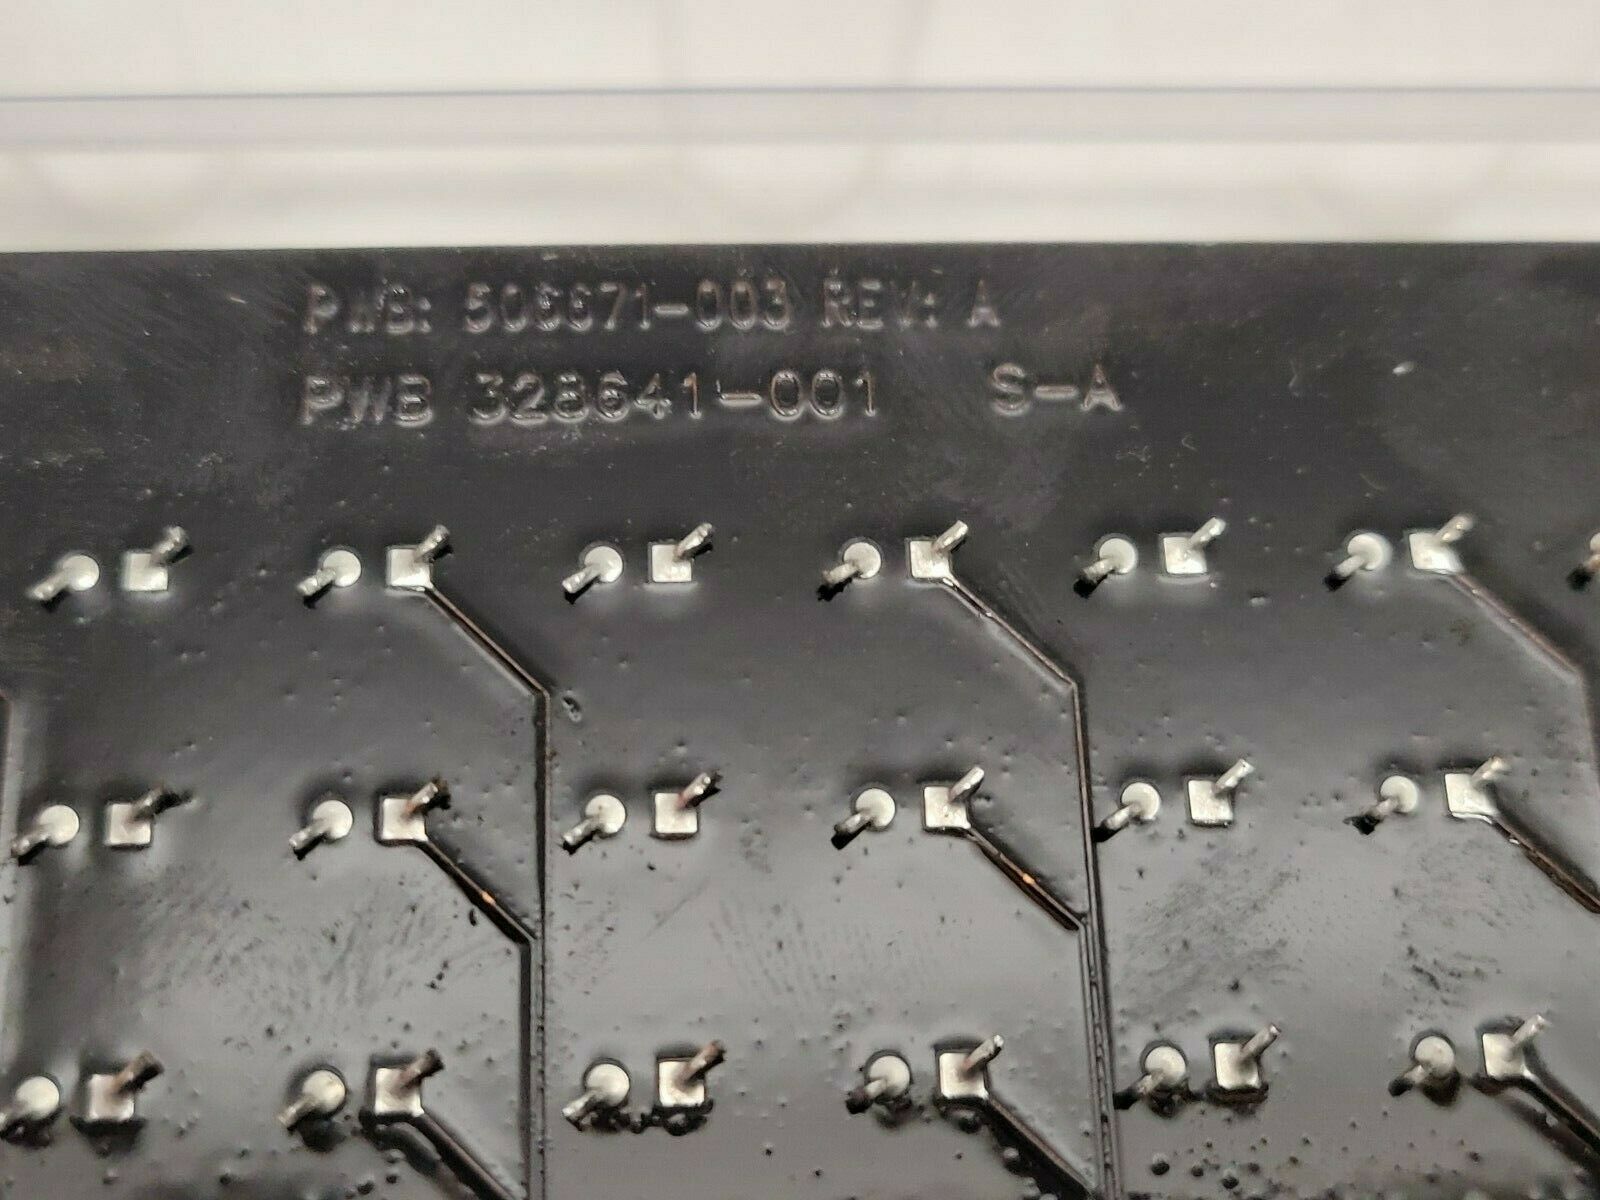 PWB: 506671-003 REV: A
PWB 328641-001 S-A